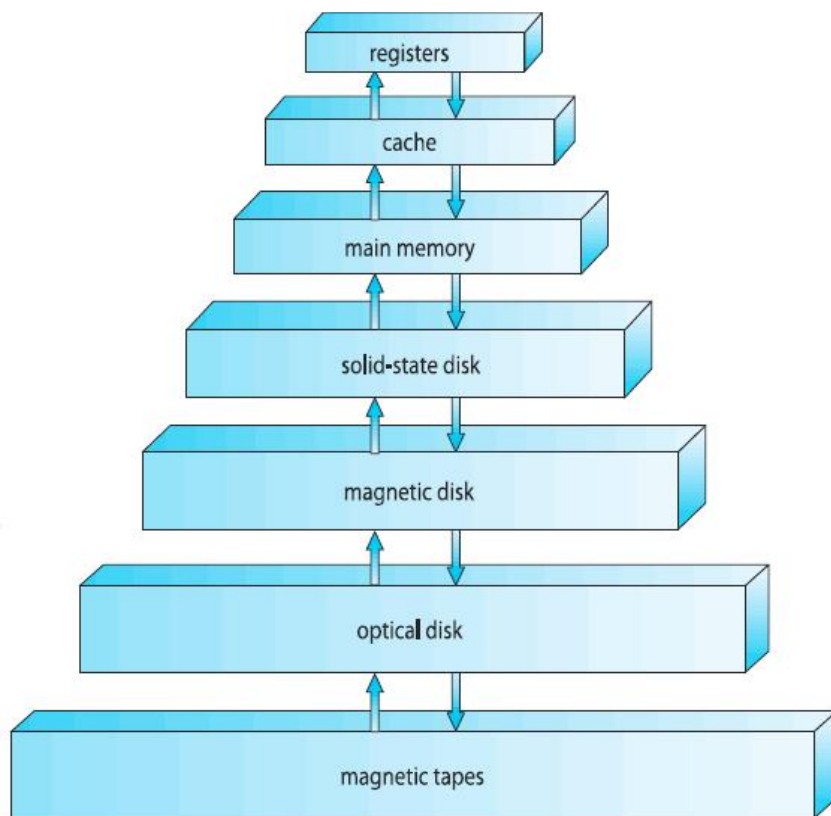 registers
cache
main memory
solid-state disk
magnetic disk
optical disk
magnetic tapes